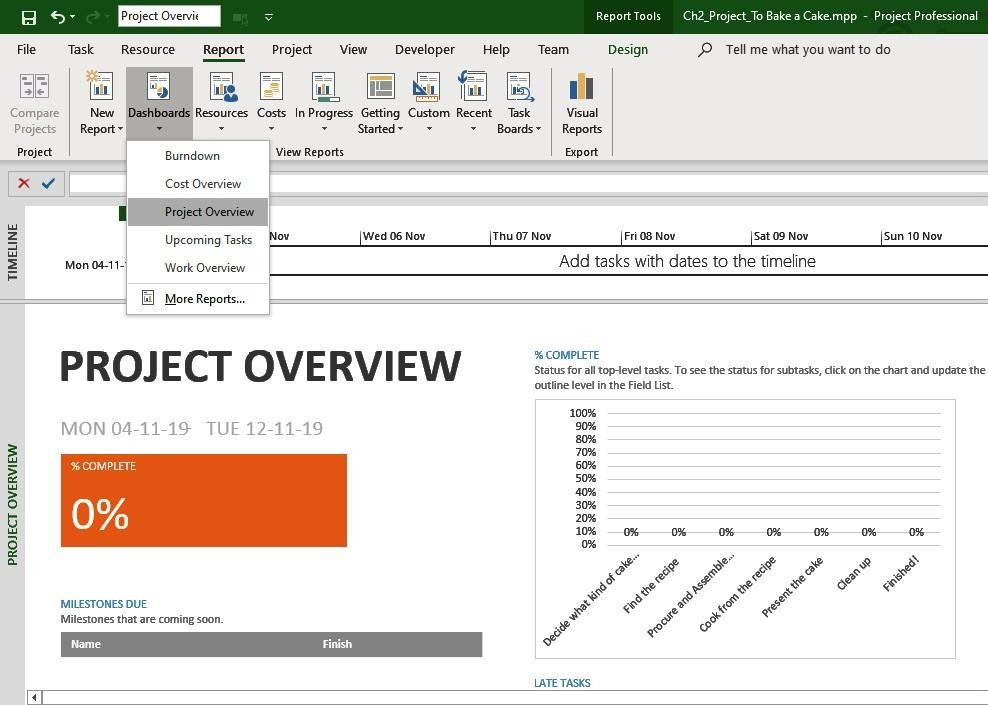 Project Overvie
Report Tools
Ch2_Project_To Bake a Cake.mpp - Project Professional
File Task Resource Report Project View Developer Help Team Design Tell me what you want to do
Compare Projects
New Report
Dashboards
Resources
Costs
In Progress
Getting Started
Custom
Recent
Task Boards
Visual Reports
Project
View Reports
Export
Burndown
Cost Overview
Project Overview
Upcoming Tasks
Work Overview
More Reports...
TIMELINE
Nov
Wed 06 Nov
Thu 07 Nov
Fri 08 Nov
Sat 09 Nov
Sun 10 Nov
Mon 04-11-
Add tasks with dates to the timeline
PROJECT OVERVIEW
PROJECT OVERVIEW
MON 04-11-19- TUE 12-11-19
% COMPLETE
0%
MILESTONES DUE
Milestones that are coming soon.
Name Finish
% COMPLETE
Status for all top-level tasks. To see the status for subtasks, click on the chart and update the
outline level in the Field List.
100%
90%
80%
70%
60%
50%
40%
30%
20%
10%
0%
0% 0% 0% 0% 0% 0% 0%
Decide what kind of cake...
Find the recipe
Procure and Assemble...
Cook from the recipe
Present the cake
Clean up
Finished!
LATE TASKS